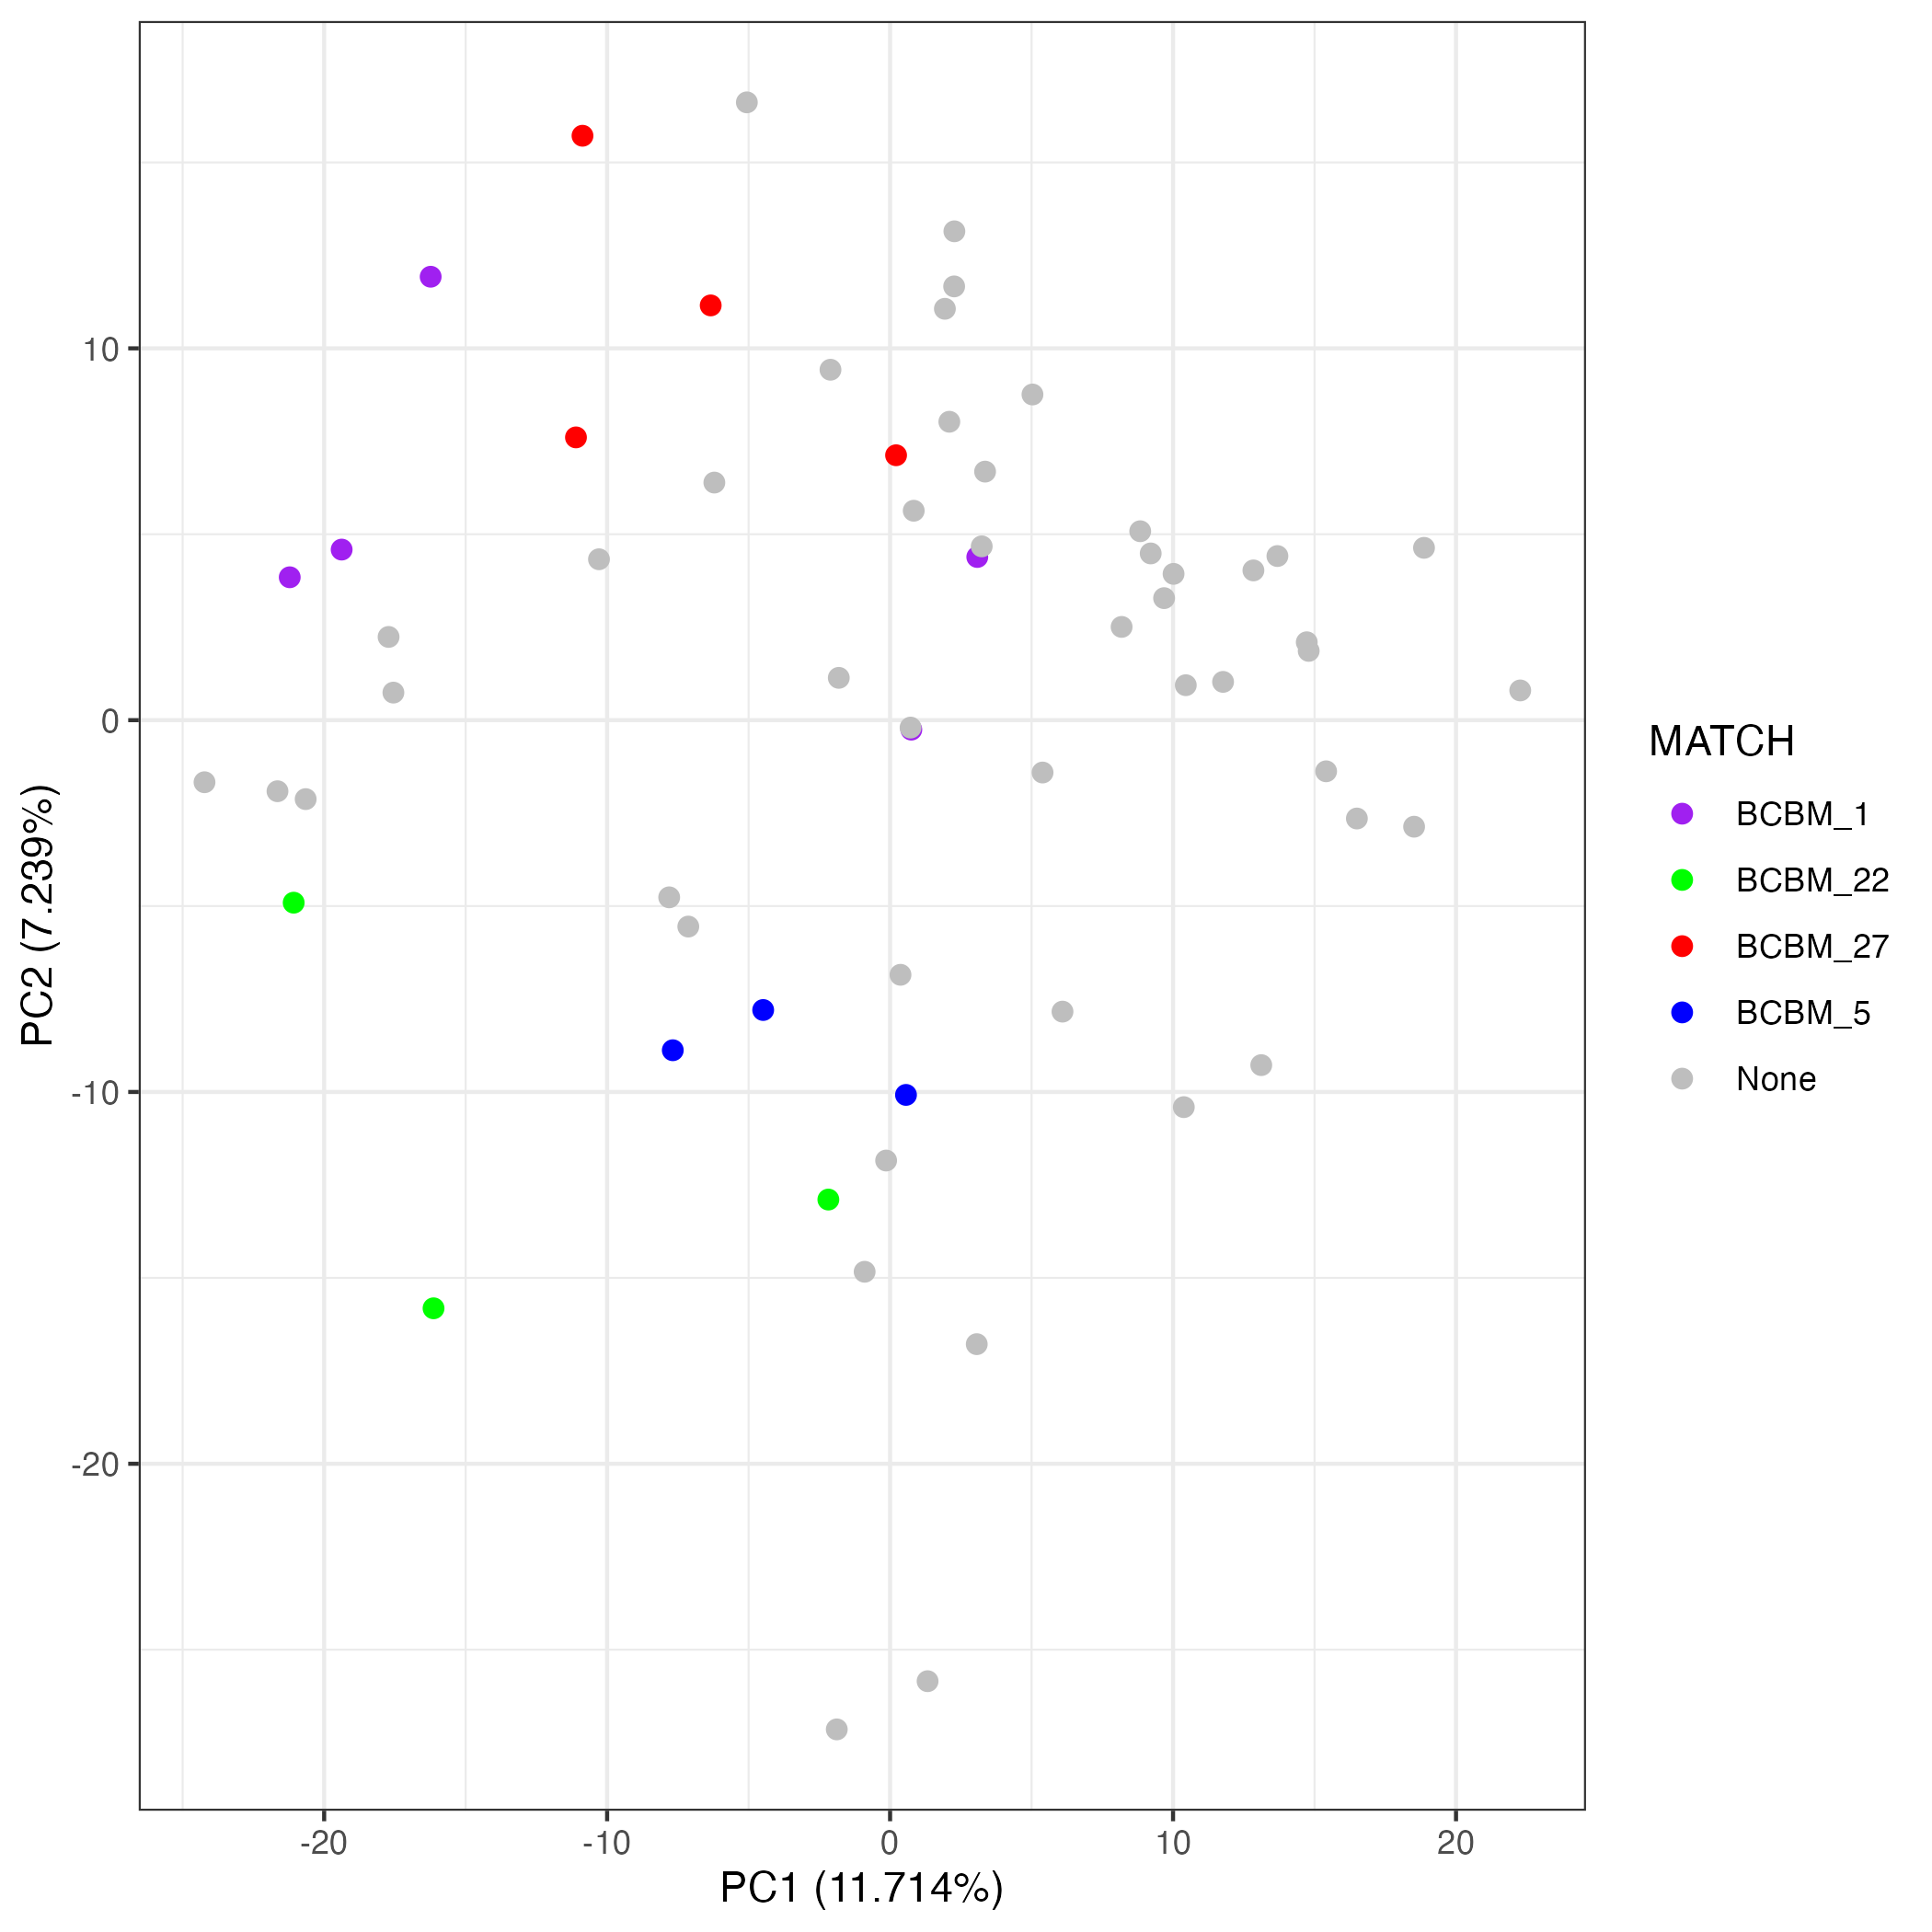 10
0
-10
-20
PC2 (7.239%)
-20
-10
0
10
20
PC1 (11.714%)
MATCH
BCBM_1
BCBM_22
BCBM_27
BCBM_5
None